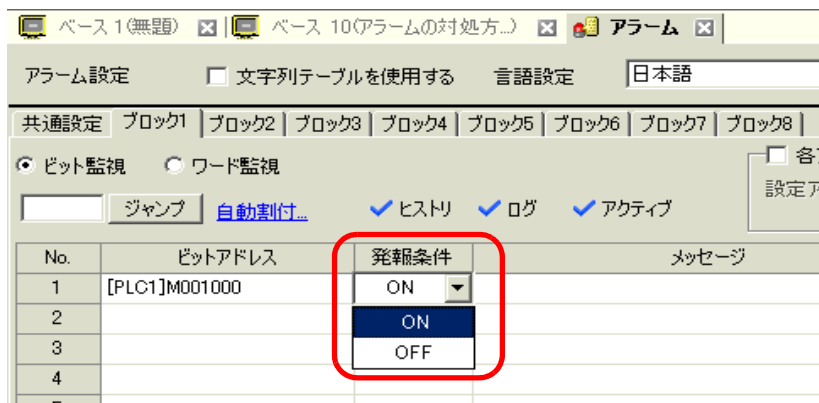 ベース 1(無題) ベース 10(アラームの対処方...) アラーム
アラーム設定 文字列テーブルを使用する 言語設定 日本語
共通設定 ブロック1 ブロック2 ブロック3 ブロック4 ブロック5 ブロック6 ブロック7 ブロック8
ビット監視 ワード監視 各
ジャンプ 自動割付... ヒストリ ログ アクティブ 設定
No. ビットアドレス 発報条件 メッセージ
1 [PLC1]M001000 ON
2 ON
3 OFF
4